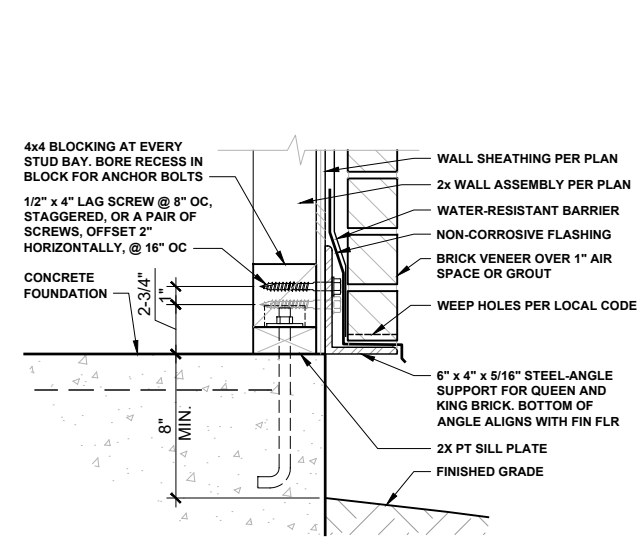 4x4 BLOCKING AT EVERY
STUD BAY. BORE RECESS IN
BLOCK FOR ANCHOR BOLTS
1/2" x 4" LAG SCREW @ 8" OC,
STAGGERED, OR A PAIR OF
SCREWS, OFFSET 2"
HORIZONTALLY, @ 16" OC
CONCRETE
FOUNDATION
2-3/4"
1"
8"
MIN.
WALL SHEATHING PER PLAN
2x WALL ASSEMBLY PER PLAN
WATER-RESISTANT BARRIER
NON-CORROSIVE FLASHING
BRICK VENEER OVER 1" AIR
SPACE OR GROUT
WEEP HOLES PER LOCAL CODE
6" x 4" x 5/16" STEEL-ANGLE
SUPPORT FOR QUEEN AND
KING BRICK. BOTTOM OF
ANGLE ALIGNS WITH FIN FLR
2X PT SILL PLATE
FINISHED GRADE